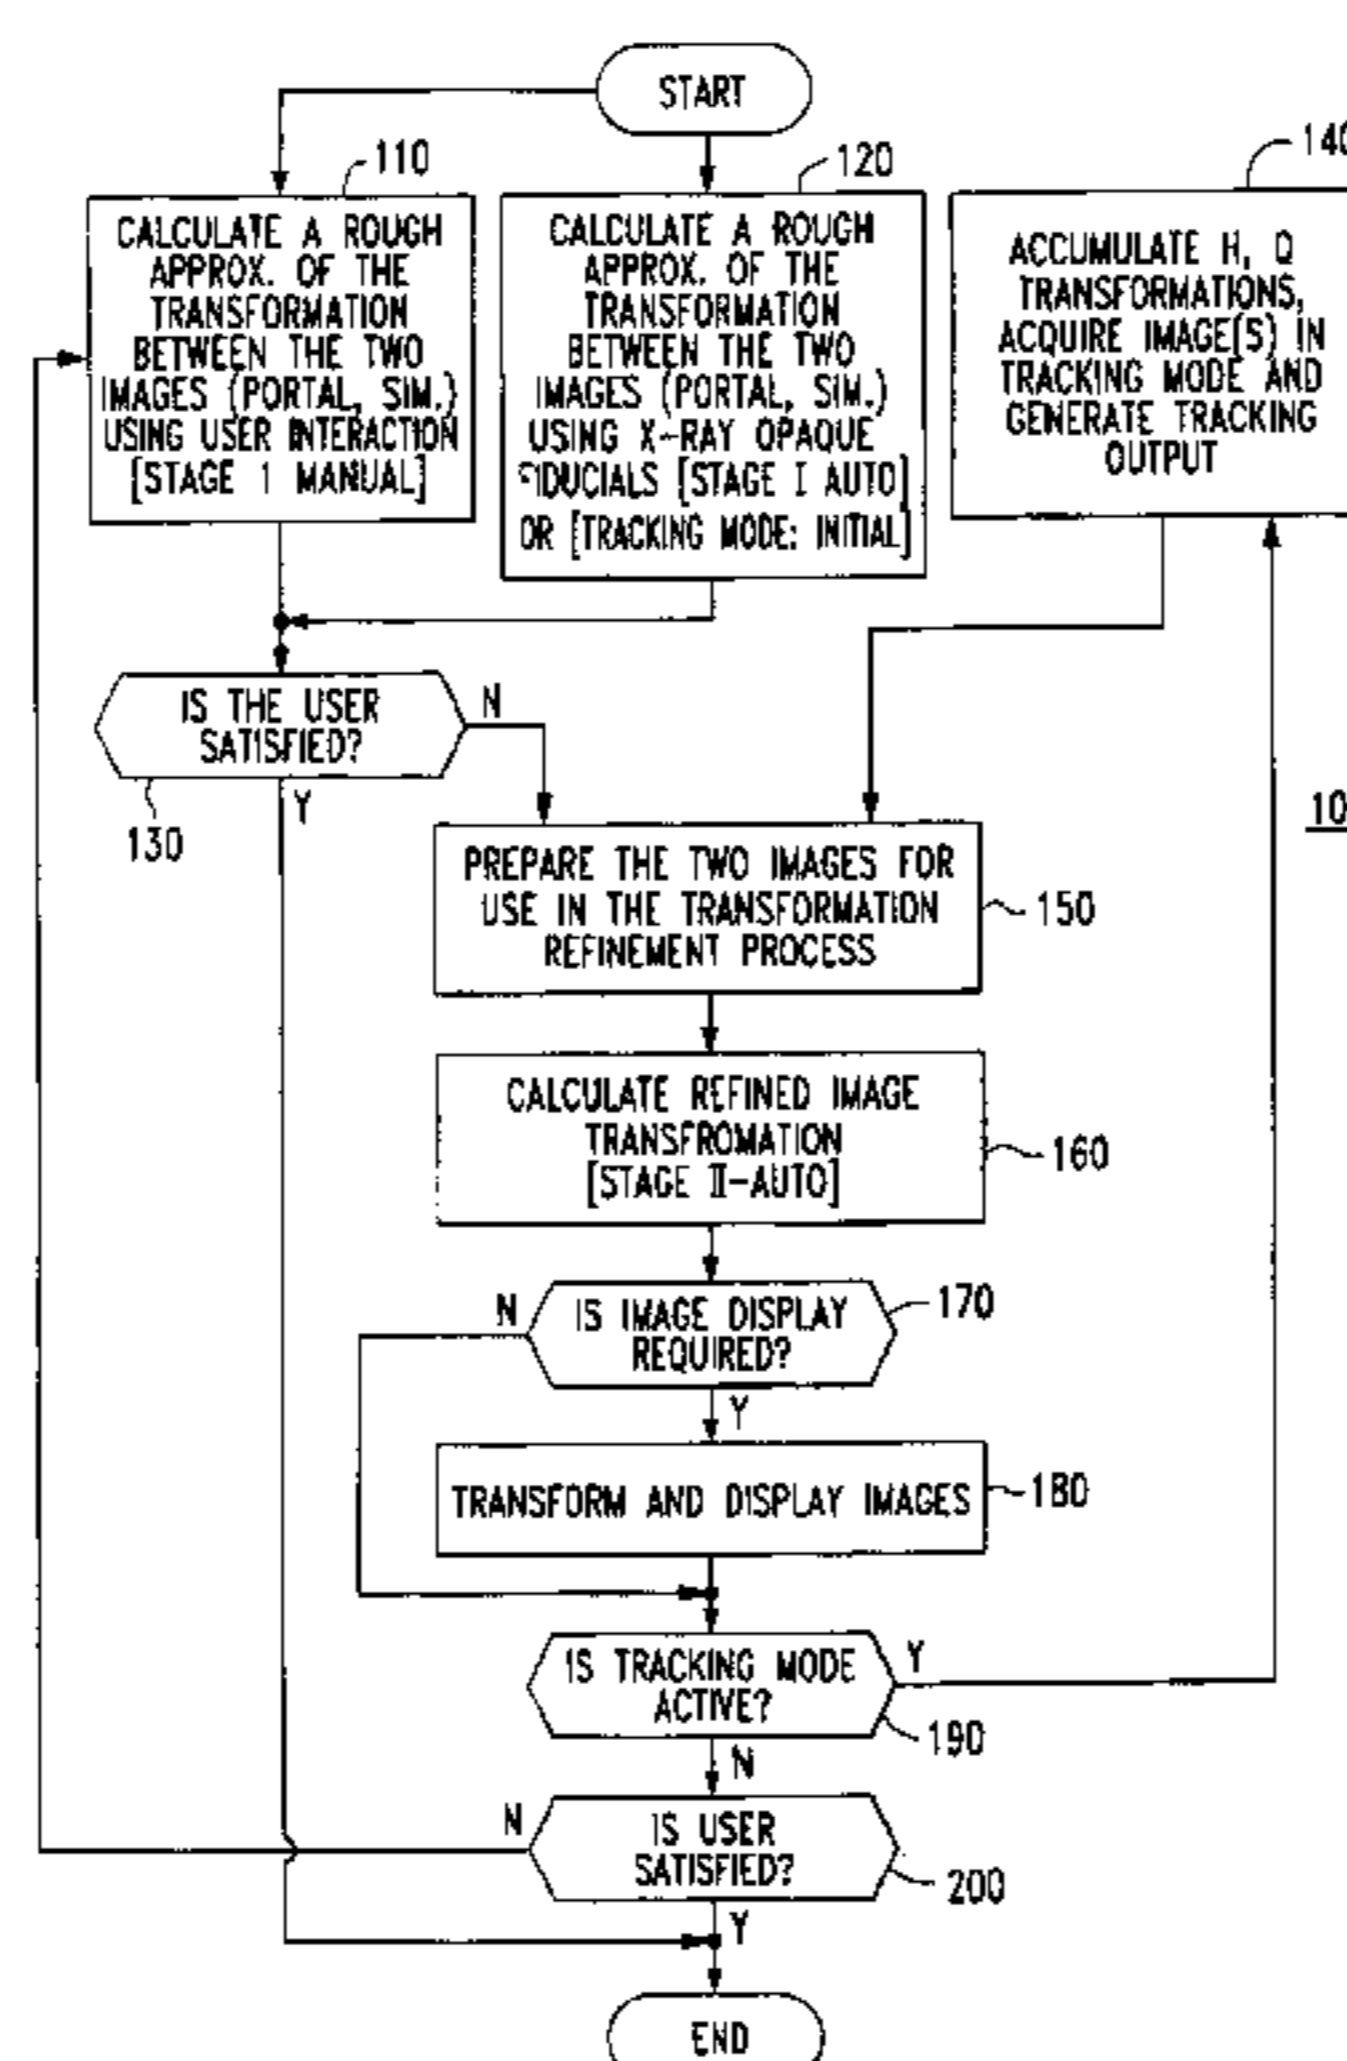 START
110
120
140
CALCULATE A ROUGH
APPROX. OF THE
TRANSFORMATION
BETWEEN THE TWO
IMAGES (PORTAL, SIM.)
USING USER INTERACTION
[STAGE 1 MANUAL]
CALCULATE A ROUGH
APPROX. OF THE
TRANSFORMATION
BETWEEN THE TWO
IMAGES (PORTAL, SIM.)
USING X-RAY OPAQUE
FIDUCIALS [STAGE I AUTO]
OR [TRACKING MODE: INITIAL]
ACCUMULATE H, Q
TRANSFORMATIONS,
ACQUIRE IMAGE(S) IN
TRACKING MODE AND
GENERATE TRACKING
OUTPUT
IS THE USER
SATISFIED?
N
Y
130
10
PREPARE THE TWO IMAGES FOR
USE IN THE TRANSFORMATION
REFINEMENT PROCESS
150
CALCULATE REFINED IMAGE
TRANSFROMATION
[STAGE II-AUTO]
160
N
IS IMAGE DISPLAY
REQUIRED?
170
Y
TRANSFORM AND DISPLAY IMAGES
180
IS TRACKING MODE
ACTIVE?
Y
190
N
N
IS USER
SATISFIED?
200
Y
END